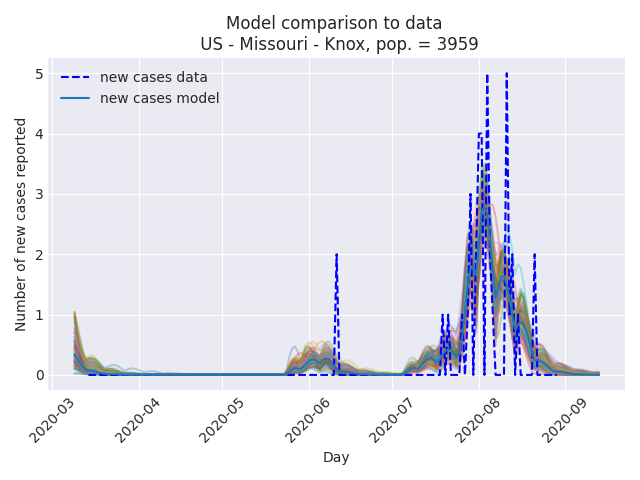 Model comparison to data
US - Missouri - Knox, pop. = 3959
new cases data
new cases model
Number of new cases reported
5
4
3
2
1
0
2020-03
2020-04
2020-05
2020-06
2020-07
2020-08
2020-09
Day